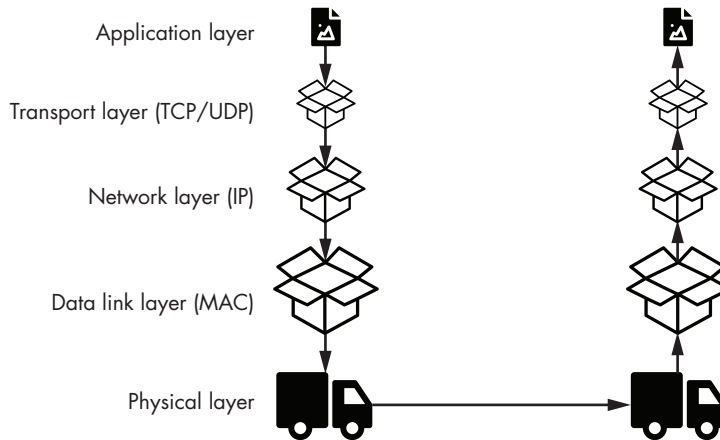 Application layer
Transport layer (TCP/UDP)
Network layer (IP)
Data link layer (MAC)
Physical layer